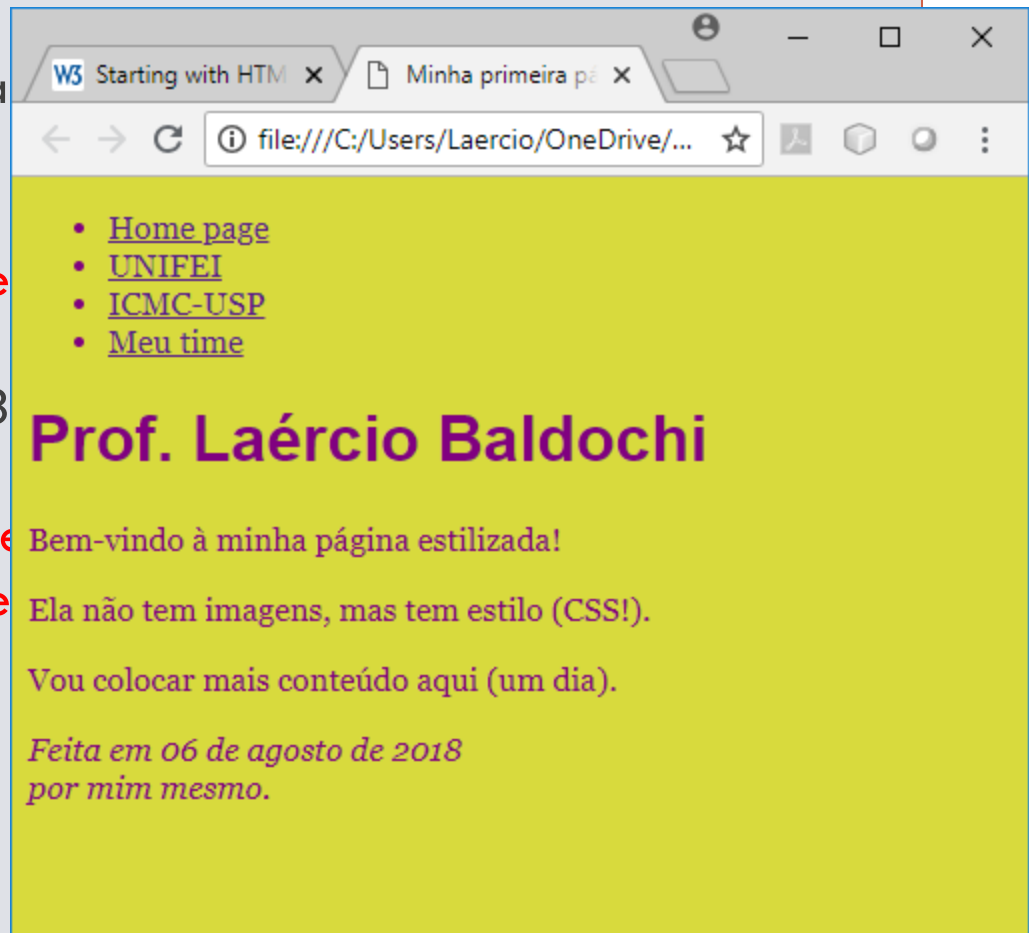 W3 Starting with HTM
Minha primeira pá
file:///C:/Users/Laercio/OneDrive/...
Home page
UNIFEI
ICMC-USP
Meu time
Prof. Laércio Baldochi
Bem-vindo à minha página estilizada!
Ela não tem imagens, mas tem estilo (CSS!).
Vou colocar mais conteúdo aqui (um dia).
Feita em 06 de agosto de 2018
por mim mesmo.